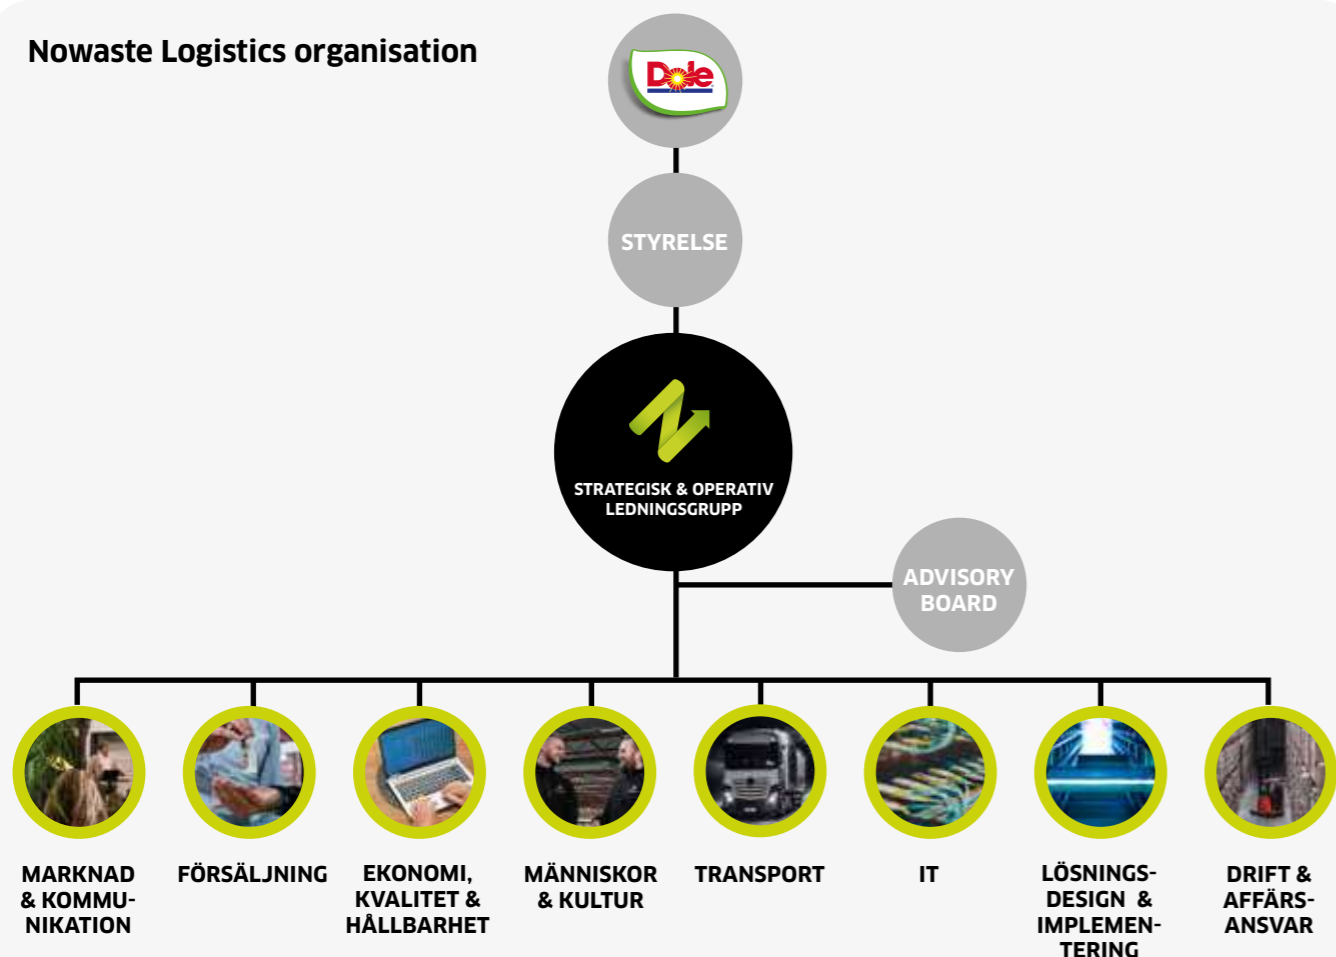 Nowaste Logistics organisation
Dole
STYRELSE
STRATEGISK & OPERATIV
LEDNINGSGRUPP
ADVISORY
BOARD
MARKNAD
& KOMMU-
NIKATION
FÖRSÄLJNING
EKONOMI,
KVALITET &
HÅLLBARHET
MÄNNISKOR
& KULTUR
TRANSPORT
IT
LÖSNINGS-
DESIGN &
IMPLEMEN-
TERING
DRIFT &
AFFÄRS-
ANSVAR